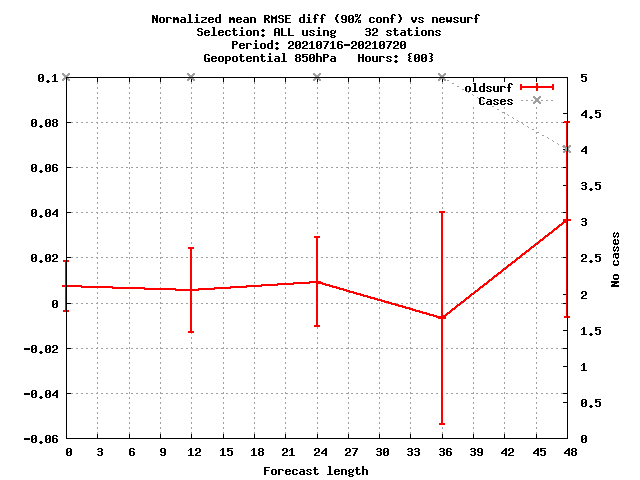 Normalized mean RMSE diff (90% conf) vs newsurf
Selection: ALL using    32 stations
Period: 20210716-20210720
Geopotential 850hPa   Hours: {00}
oldsurf
Cases
0.1
0.08
0.06
0.04
0.02
0
-0.02
-0.04
-0.06
5
4.5
4
3.5
3
2.5
2
1.5
1
0.5
0
No cases
0 3 6 9 12 15 18 21 24 27 30 33 36 39 42 45 48
Forecast length